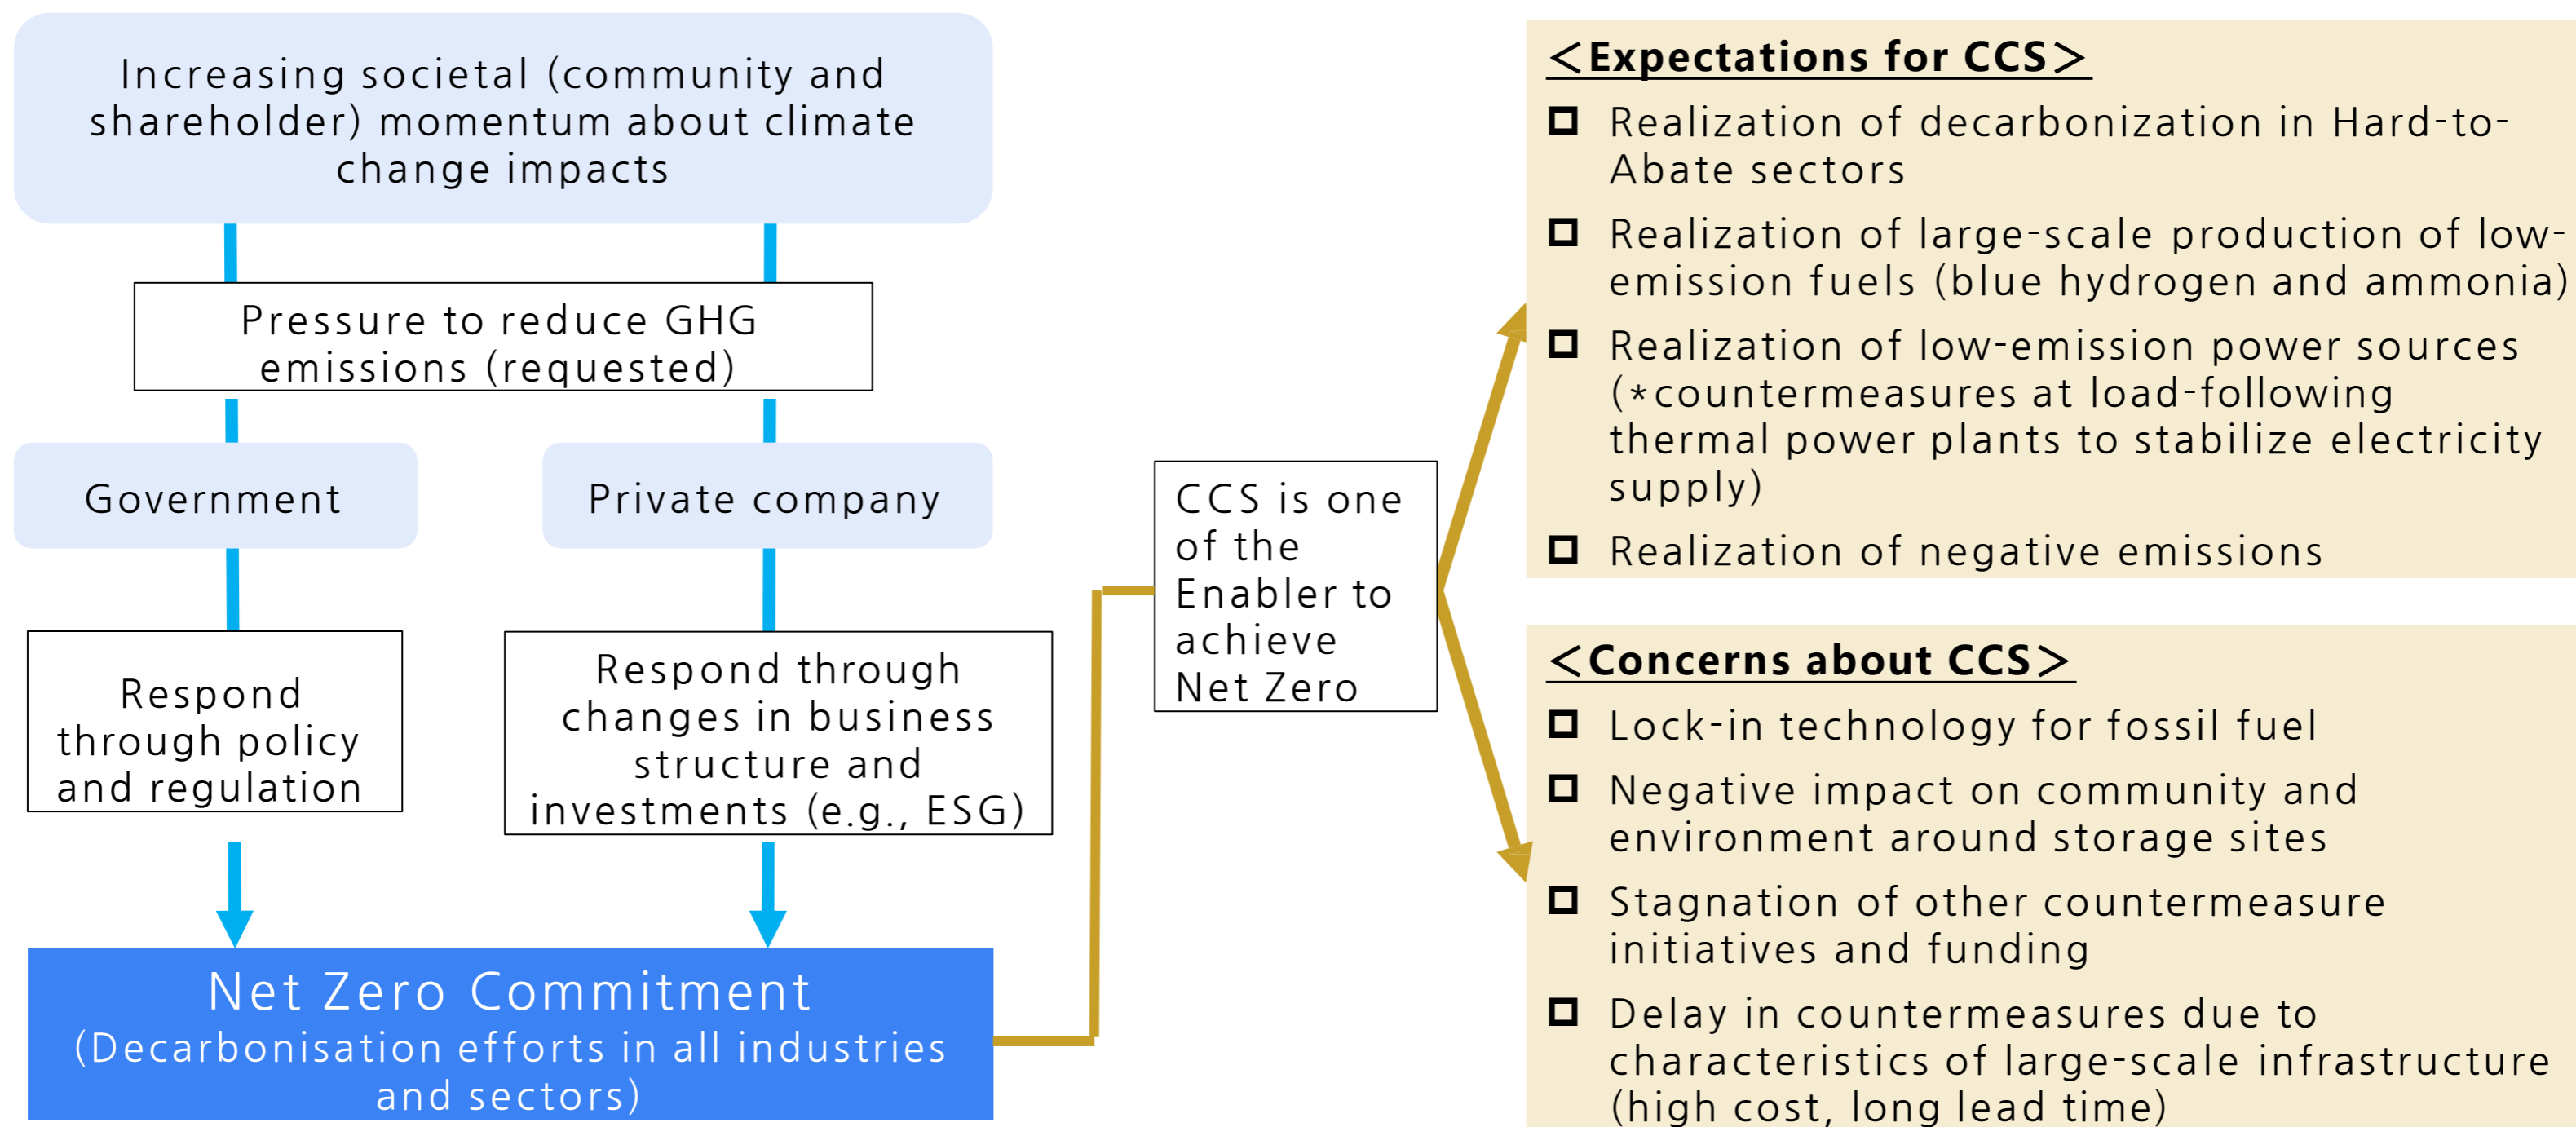 Increasing societal (community and
shareholder) momentum about climate
change impacts
Pressure to reduce GHG
emissions (requested)
Government
Private company
Respond
through policy
and regulation
Respond through
changes in business
structure and
investments (e.g., ESG)
Net Zero Commitment
(Decarbonisation efforts in all industries
and sectors)
CCS is one
of the
Enabler to
achieve
Net Zero
＜Expectations for CCS＞
Realization of decarbonization in Hard-to-
Abate sectors
Realization of large-scale production of low-
emission fuels (blue hydrogen and ammonia)
Realization of low-emission power sources
(*countermeasures at load-following
thermal power plants to stabilize electricity
supply)
Realization of negative emissions
＜Concerns about CCS＞
Lock-in technology for fossil fuel
Negative impact on community and
environment around storage sites
Stagnation of other countermeasure
initiatives and funding
Delay in countermeasures due to
characteristics of large-scale infrastructure
(high cost, long lead time)